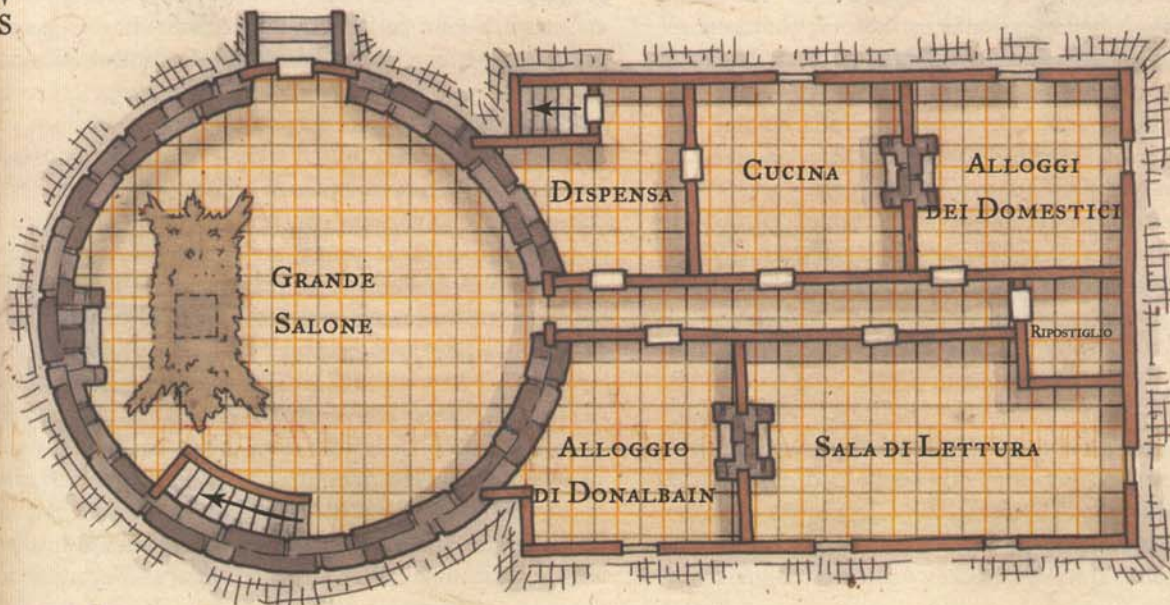 S
Grande
Salone
Dispensa
Cucina
Alloggi
dei Domestici
Ripostiglio
Alloggio
di Donalbain
Sala di Lettura